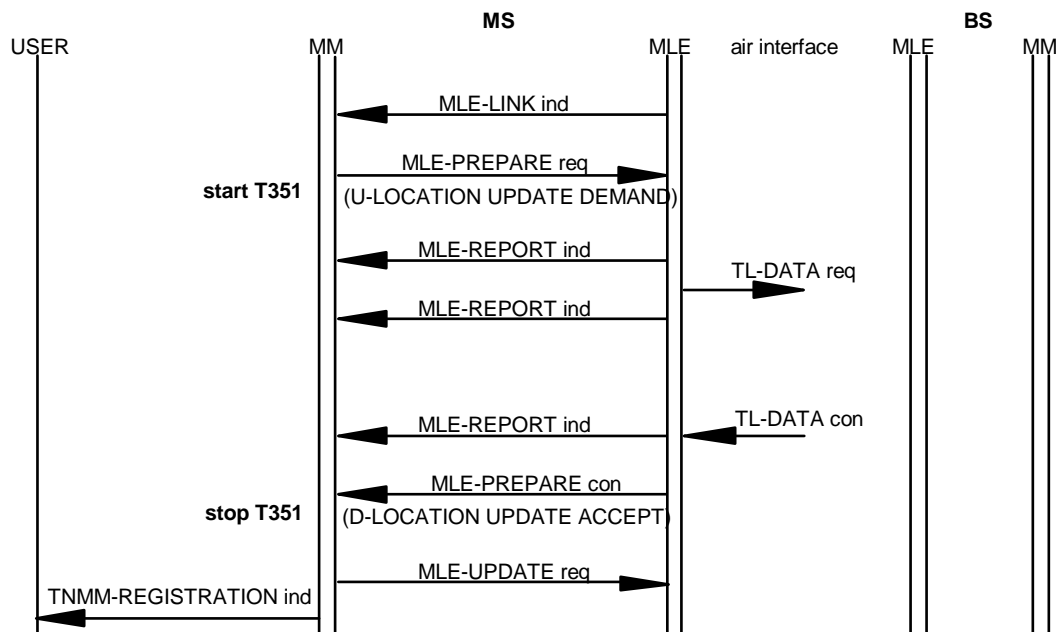 MS BS
USER MM MLE air interface MLE MM
MLE-LINK ind
MLE-PREPARE req
start T351
(U-LOCATION UPDATE DEMAND)
MLE-REPORT ind
TL-DATA req
MLE-REPORT ind
TL-DATA con
MLE-REPORT ind
MLE-PREPARE con
stop T351
(D-LOCATION UPDATE ACCEPT)
MLE-UPDATE req
TNMM-REGISTRATION ind